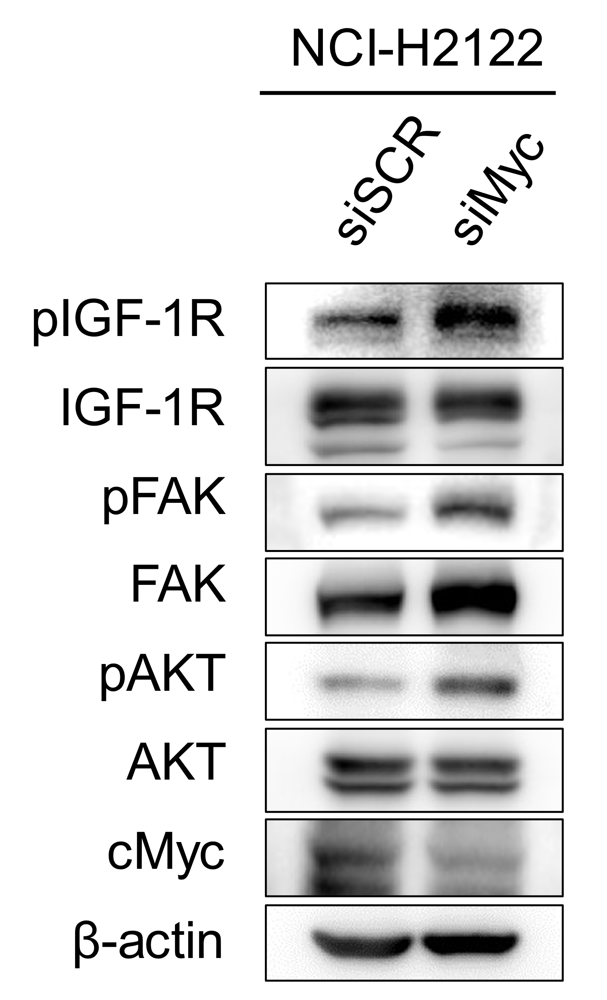 NCI-H2122
siSCR
siMyc
pIGF-1R
IGF-1R
pFAK
FAK
pAKT
AKT
cMyc
β-actin